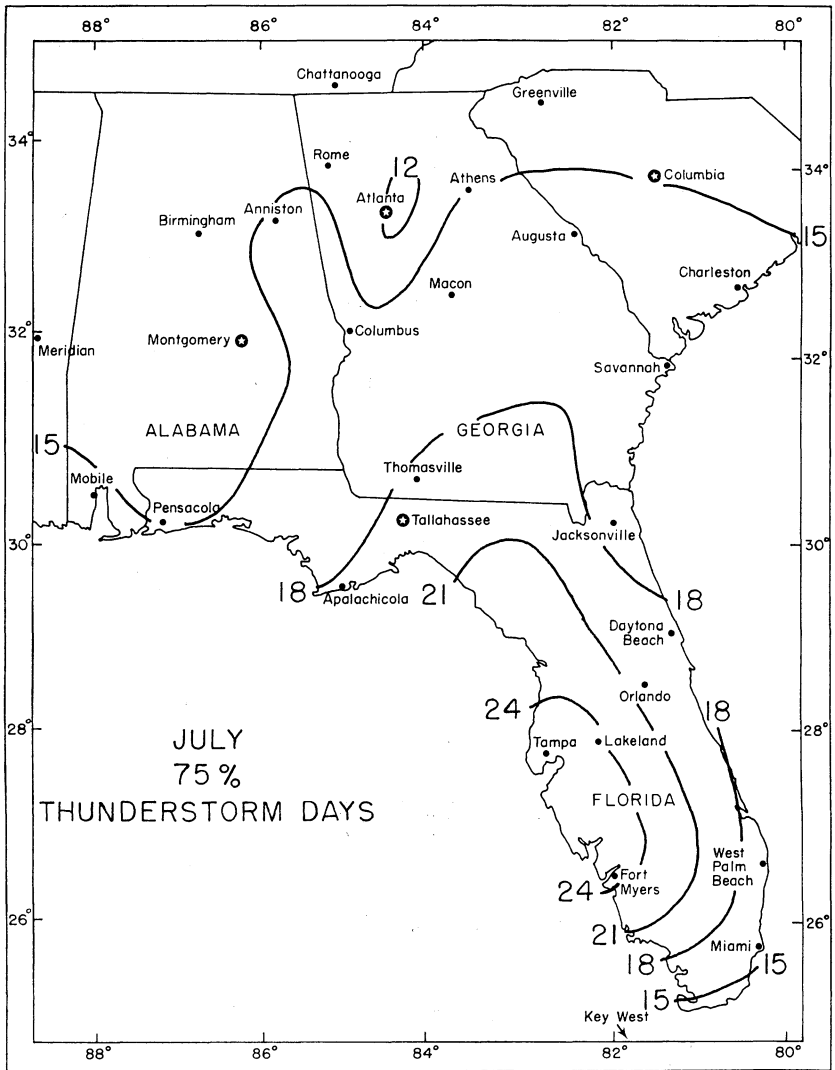 88° 86° 84° 82° 80°
Chattanooga
Greenville
34°
Rome
12
34°
Athens
Columbia
Atlanta
Anniston
Birmingham
Augusta
15
Charleston
Macon
32°
Columbus
Montgomery
Meridian
32°
Savannah
ALABAMA
GEORGIA
15
Thomasville
Mobile
Pensacola
Tallahassee
Jacksonville
30°
30°
18
Apalachicola
21
18
Daytona
Beach
Orlando
24
18
28°
28°
JULY
75%
THUNDERSTORM DAYS
Tampa
Lakeland
FLORIDA
West
Palm
Beach
Fort
Myers
24
26°
26°
21
Miami
18
15
15
Key West
88° 86° 84° 82° 80°